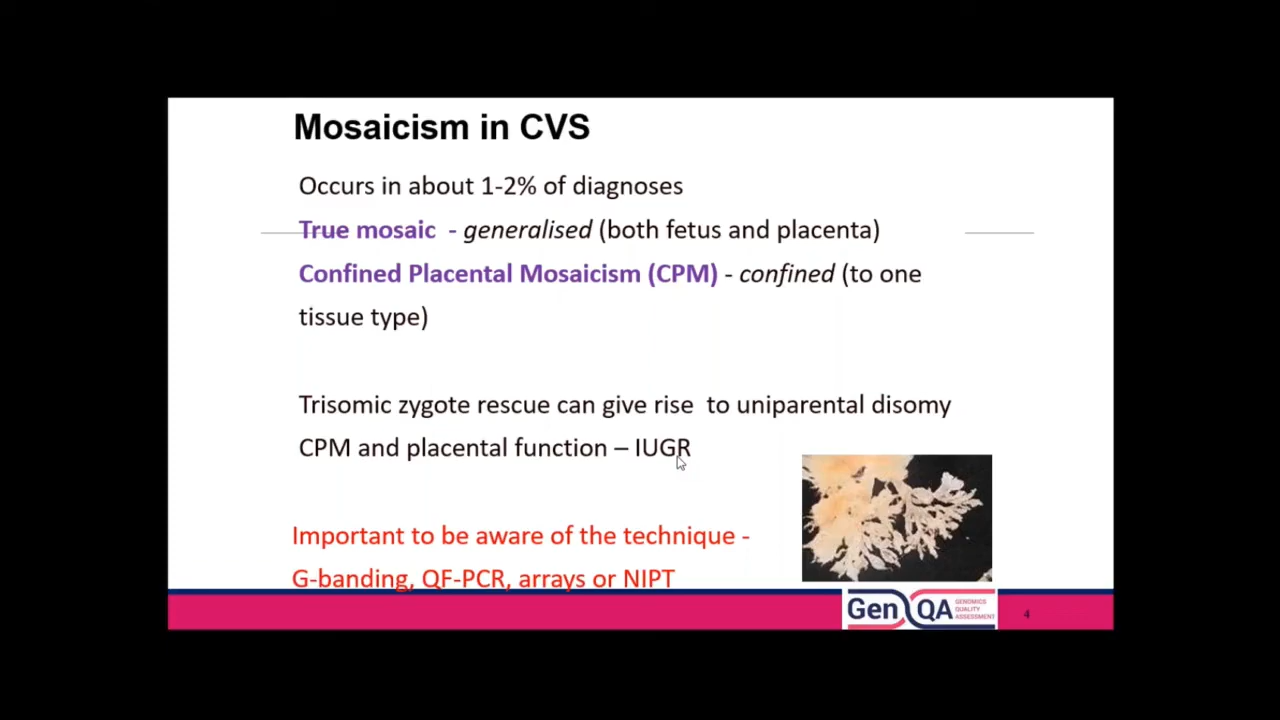 Mosaicism in CVS
Occurs in about 1-2% of diagnoses
True mosaic - generalised (both fetus and placenta)
Confined Placental Mosaicism (CPM) - confined (to one
tissue type)
Trisomic zygote rescue can give rise to uniparental disomy
CPM and placental function – IUGR
Important to be aware of the technique -
G-banding, QF-PCR, arrays or NIPT
Gen QA
GENOMICS
QUALITY
ASSESSMENT
4